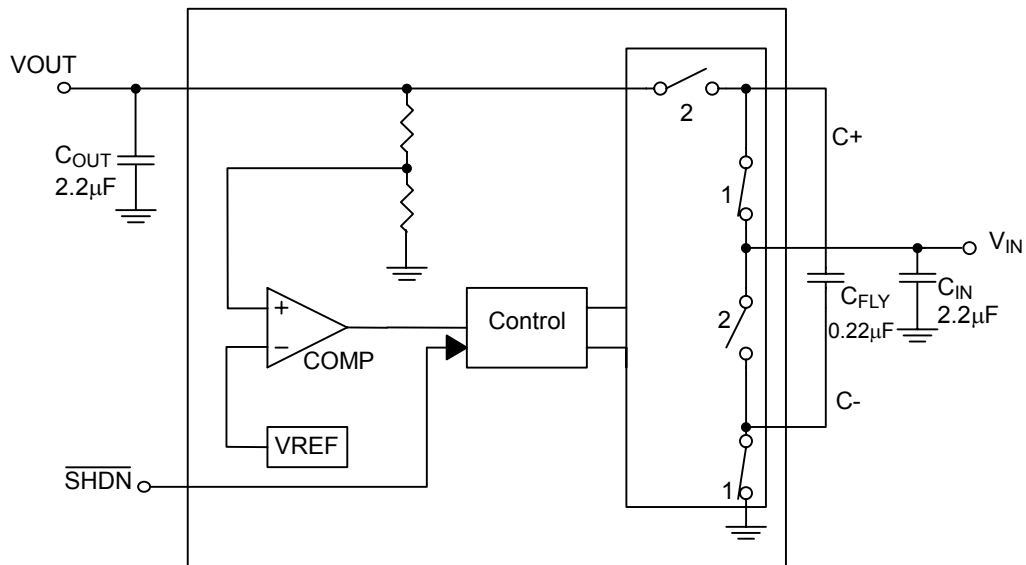 VOUT
2
C+
COUT
2.2μF
1
VIN
+
−
COMP
Control
2
CFLY
0.22μF
CIN
2.2μF
C-
VREF
SHDN
1